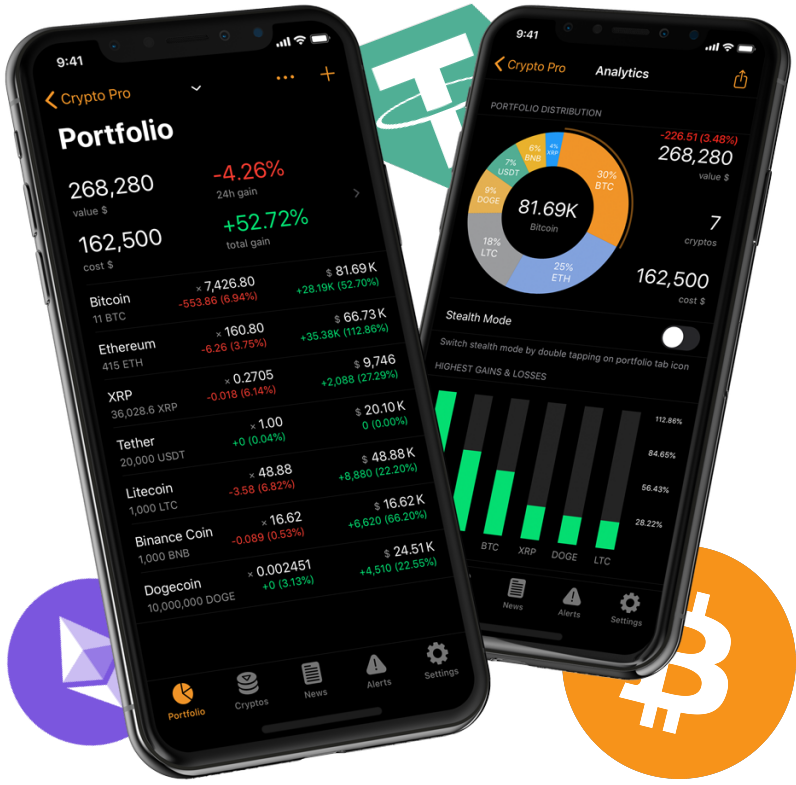 9:41
Crypto Pro
Portfolio
268,280
value $
-4.26%
24h gain
162,500
cost $
+52.72%
total gain
Bitcoin × 7,426.80 $ 81.69 K
11 BTC -553.86 (6.94%) +28.19K (52.70%)
Ethereum × 160.80 $ 66.73 K
415 ETH -6.26 (3.75%) +35.38K (112.86%)
XRP × 0.2705 $ 9,746
36,028.6 XRP -0.018 (6.14%) +2,088 (27.29%)
Tether × 1.00 $ 20.10 K
20,000 USDT +0 (0.04%) 0 (0.00%)
Litecoin × 48.88 $ 48.88 K
1,000 LTC -3.58 (6.82%) +8,880 (22.20%)
Binance Coin × 16.62 $ 16.62 K
1,000 BNB -0.089 (0.53%) +6,620 (66.20%)
Dogecoin × 0.002451 $ 24.51 K
10,000,000 DOGE +0 (3.13%) +4,510 (22.55%)
Portfolio Cryptos News Alerts Settings
9:41
Crypto Pro Analytics
PORTFOLIO DISTRIBUTION
-226.51 (3.48%)
268,280
value $
7
cryptos
162,500
cost $
30%
BTC
25%
ETH
18%
LTC
9%
DOGE
7%
USDT
6%
BNB
4%
XRP
81.69K
Bitcoin
Stealth Mode
Switch stealth mode by double tapping on portfolio tab icon
HIGHEST GAINS & LOSSES
112.86%
84.65%
56.43%
28.22%
BTC XRP DOGE LTC
News Alerts Settings